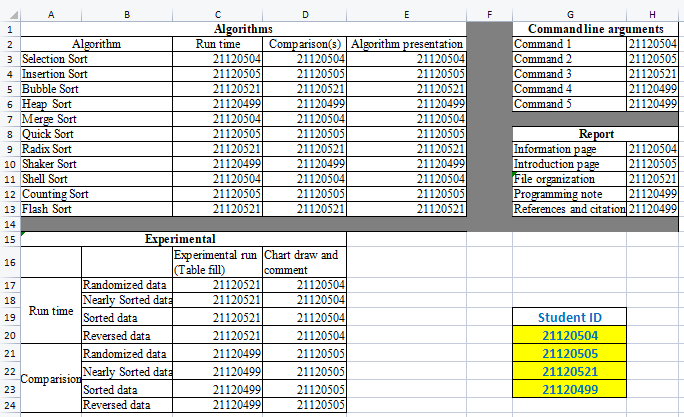 A B C D E F G H
1 Algorithms Commandline arguments
2 Algorithm Run time Comparison(s) Algorithm presentation Command 1 21120504
3 Selection Sort 21120504 21120504 21120504 Command 2 21120505
4 Insertion Sort 21120505 21120505 21120505 Command 3 21120521
5 Bubble Sort 21120521 21120521 21120521 Command 4 21120499
6 Heap Sort 21120499 21120499 21120499 Command 5 21120499
7 Merge Sort 21120504 21120504 21120504
8 Quick Sort 21120505 21120505 21120505 Report
9 Radix Sort 21120521 21120521 21120521 Information page 21120504
10 Shaker Sort 21120499 21120499 21120499 Introduction page 21120505
11 Shell Sort 21120504 21120504 21120504 File organization 21120521
12 Counting Sort 21120505 21120505 21120505 Programming note 21120499
13 Flash Sort 21120521 21120521 21120521 References and citation 21120499
14
15 Experimental
16 Experimental run (Table fill) Chart draw and comment
17 Run time Randomized data 21120521 21120504
18 Nearly Sorted data 21120521 21120504
19 Sorted data 21120521 21120504 Student ID
20 Reversed data 21120521 21120504 21120504
21 Comparision Randomized data 21120499 21120505 21120505
22 Nearly Sorted data 21120499 21120505 21120521
23 Sorted data 21120499 21120505 21120499
24 Reversed data 21120499 21120505